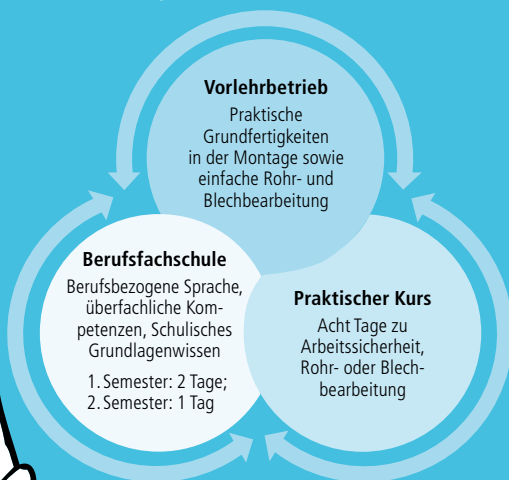 Vorlehrbetrieb
Praktische
Grundfertigkeiten
in der Montage sowie
einfache Rohr- und
Blechbearbeitung
Berufsfachschule
Berufsbezogene Sprache,
überfachliche Kom-
petenzen, Schulisches
Grundlagenwissen
1. Semester: 2 Tage;
2. Semester: 1 Tag
Praktischer Kurs
Acht Tage zu
Arbeitssicherheit,
Rohr- oder Blech-
bearbeitung